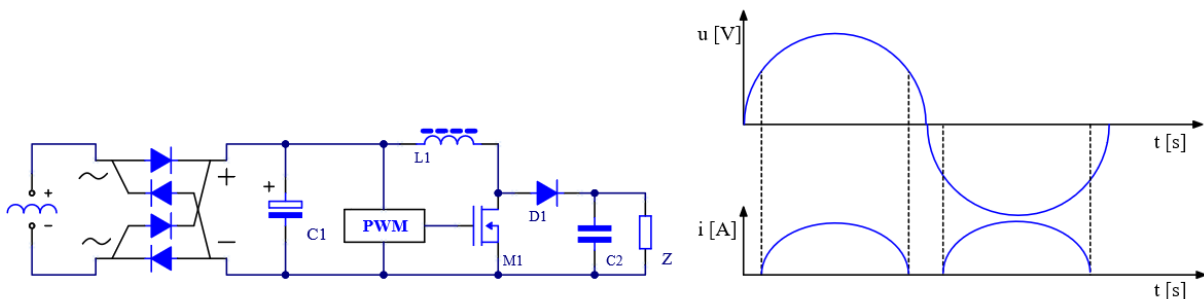 u [V]
t [s]
L1
+
+
+
C1
PWM
D1
M1
C2
Z
−
−
i [A]
t [s]